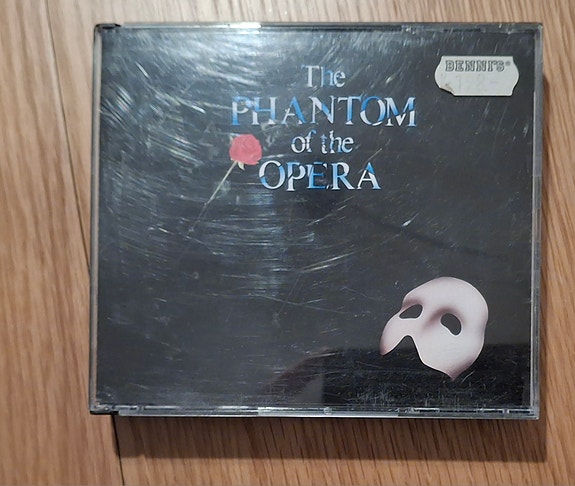 The
PHANTOM
of the
OPERA
BENNI'S®